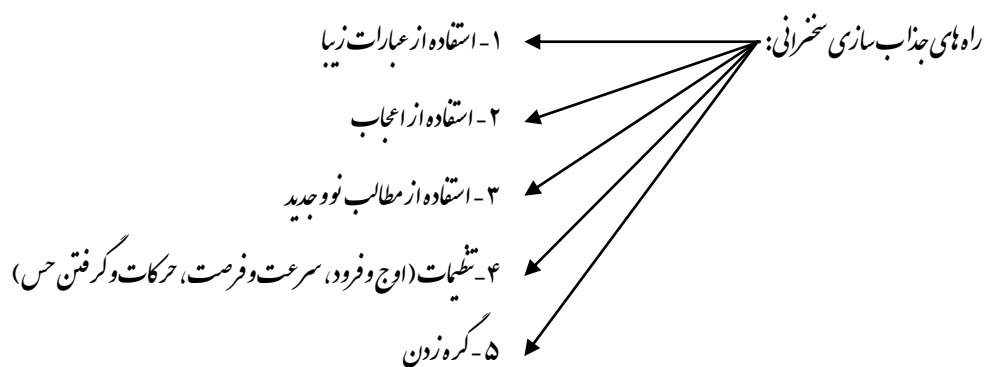 راه های جذاب سازی سخنرانی:
۱- استفاده از عبارات زیبا
۲- استفاده از اعجاب
۳- استفاده از مطالب نو و جدید
۴- تنظیمات (اوج و فرود، سرعت و فرصت، حرکات و گرفتن حس)
۵- گره زدن